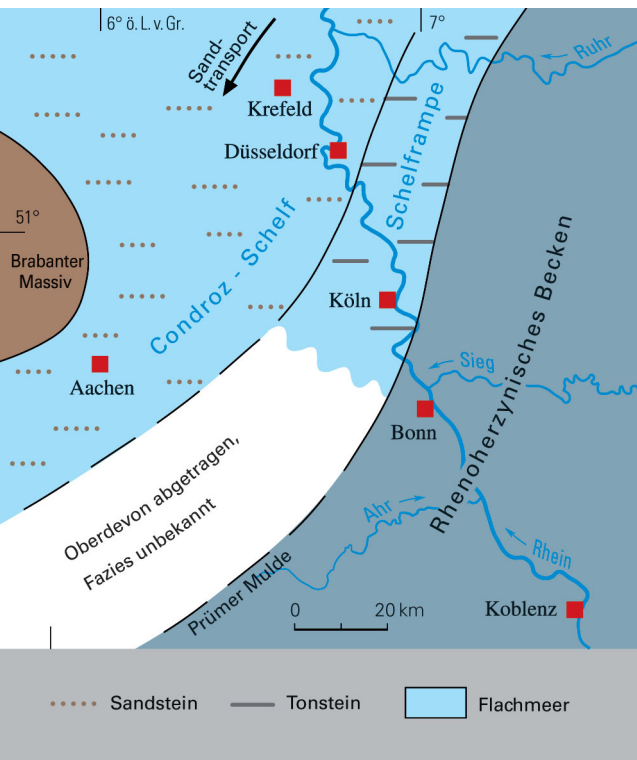 6° ö. L. v. Gr.
7°
Sand-
transport
Ruhr
Krefeld
Düsseldorf
Schelframpe
51°
Brabanter
Massiv
Condroz - Schelf
Köln
Rhenoherzynisches Becken
Sieg
Aachen
Bonn
Oberdevon abgetragen,
Fazies unbekannt
Ahr
Rhein
Prümer Mulde
0 20 km
Koblenz
Sandstein
Tonstein
Flachmeer